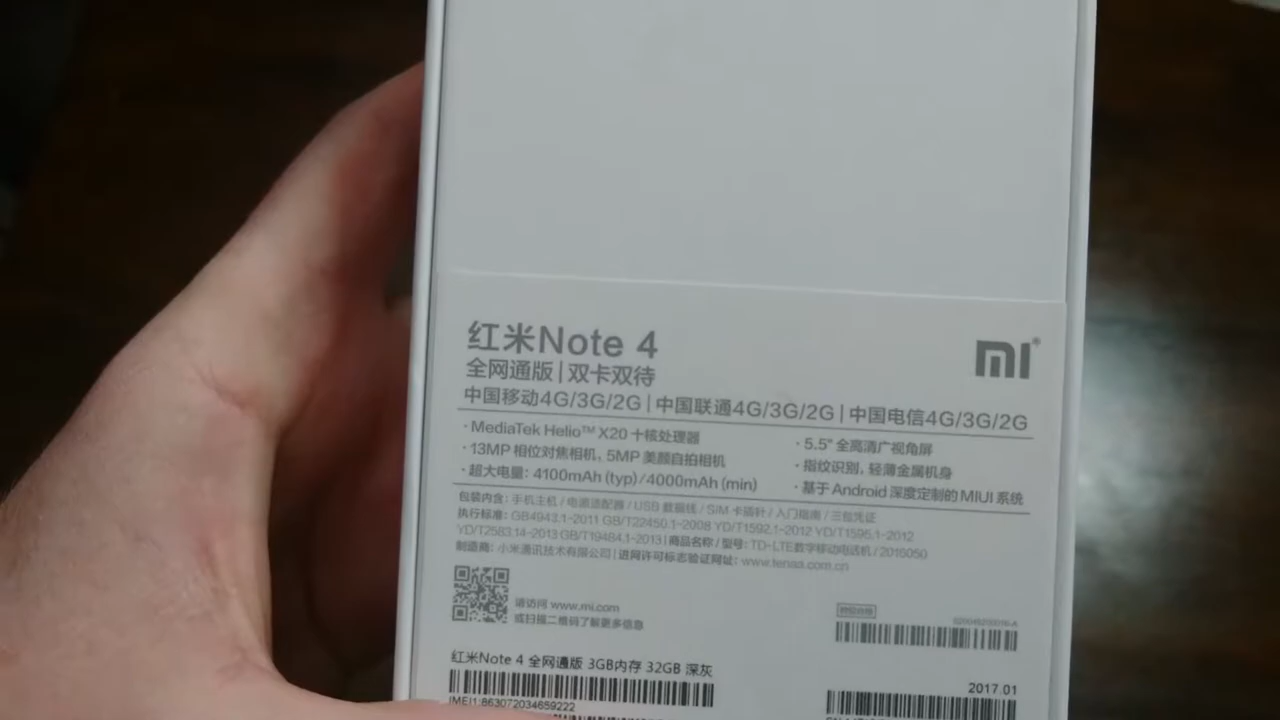 红米Note 4
mi®
全网通版 | 双卡双待
中国移动4G/3G/2G | 中国联通4G/3G/2G | 中国电信4G/3G/2G
· MediaTek Helio™ X20 十核处理器
· 13MP 相位对焦相机, 5MP 美颜自拍相机
· 超大电量: 4100mAh (typ) / 4000mAh (min)
· 5.5" 全高清广视角屏
· 指纹识别, 轻薄金属机身
· 基于 Android 深度定制的 MIUI 系统
包装内含: 手机主机 / 电源适配器 / USB 数据线 / SIM 卡插针 / 入门指南 / 三包凭证
执行标准: GB4943.1-2011 GB/T22450.1-2008 YD/T1592.1-2012 YD/T1595.1-2012
YD/T2583.14-2013 GB/T19484.1-2013 | 商品名称 / 型号: TD-LTE数字移动电话机 / 2016050
制造商: 小米通讯技术有限公司 | 进网许可标志验证网址: www.tenaa.com.cn
请访问 www.mi.com
或扫描二维码了解更多信息
红米Note 4 全网通版 3GB内存 32GB 深灰
2017.01
IMEI1:863072034659222